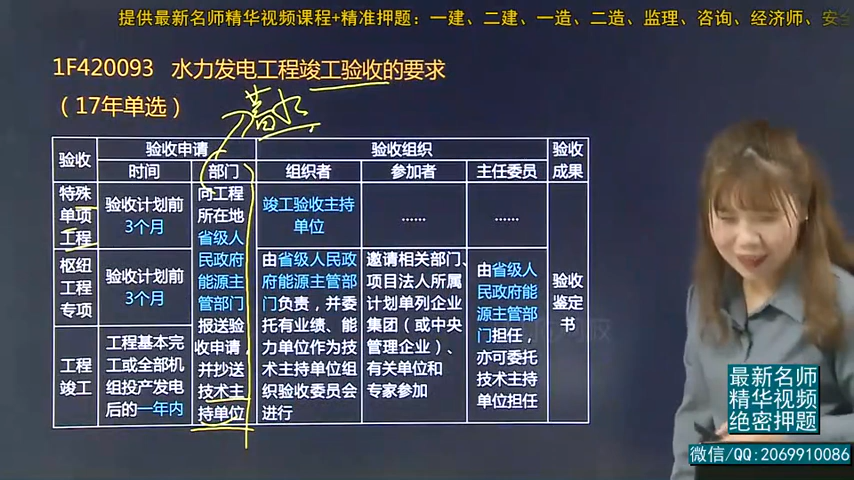 提供最新名师精华视频课程+精准押题：一建、二建、一造、二造、监理、咨询、经济师、安全
1F420093 水力发电工程竣工验收的要求
（17年单选）
蓄水
验收 验收申请 验收组织 验收成果
时间 部门 组织者 参加者 主任委员
特殊
单项
工程
验收计划前
3个月
向工程
所在地
省级人
民政府
能源主
管部门
报送验
收申请，
并抄送
技术主
持单位
竣工验收主持
单位
......
......
枢纽
工程
专项
验收计划前
3个月
由省级人民政
府能源主管部
门负责，并委
托有业绩、能
力单位作为技
术主持单位组
织验收委员会
进行
邀请相关部门、
项目法人所属
计划单列企业
集团（或中央
管理企业）、
有关单位和
专家参加
由省级人
民政府能
源主管部
门担任，
亦可委托
技术主持
单位担任
验收
鉴定
书
工程
竣工
工程基本完
工或全部机
组投产发电
后的一年内
最新名师
精华视频
绝密押题
微信/QQ:2069910086